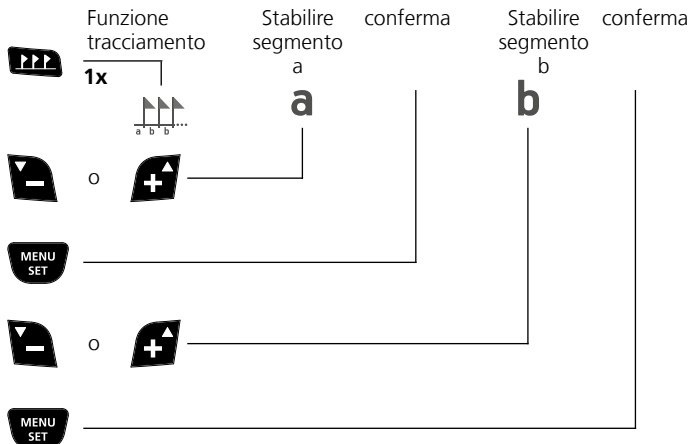 Funzione
tracciamento
Stabilire
segmento
a
conferma
Stabilire
segmento
b
conferma
1x
a b b
a
b
o
MENU
SET
o
MENU
SET